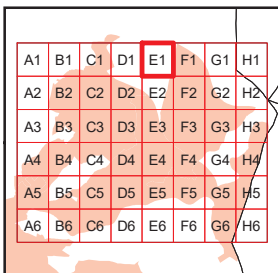 A1 B1 C1 D1 E1 F1 G1 H1
A2 B2 C2 D2 E2 F2 G2 H2
A3 B3 C3 D3 E3 F3 G3 H3
A4 B4 C4 D4 E4 F4 G4 H4
A5 B5 C5 D5 E5 F5 G5 H5
A6 B6 C6 D6 E6 F6 G6 H6